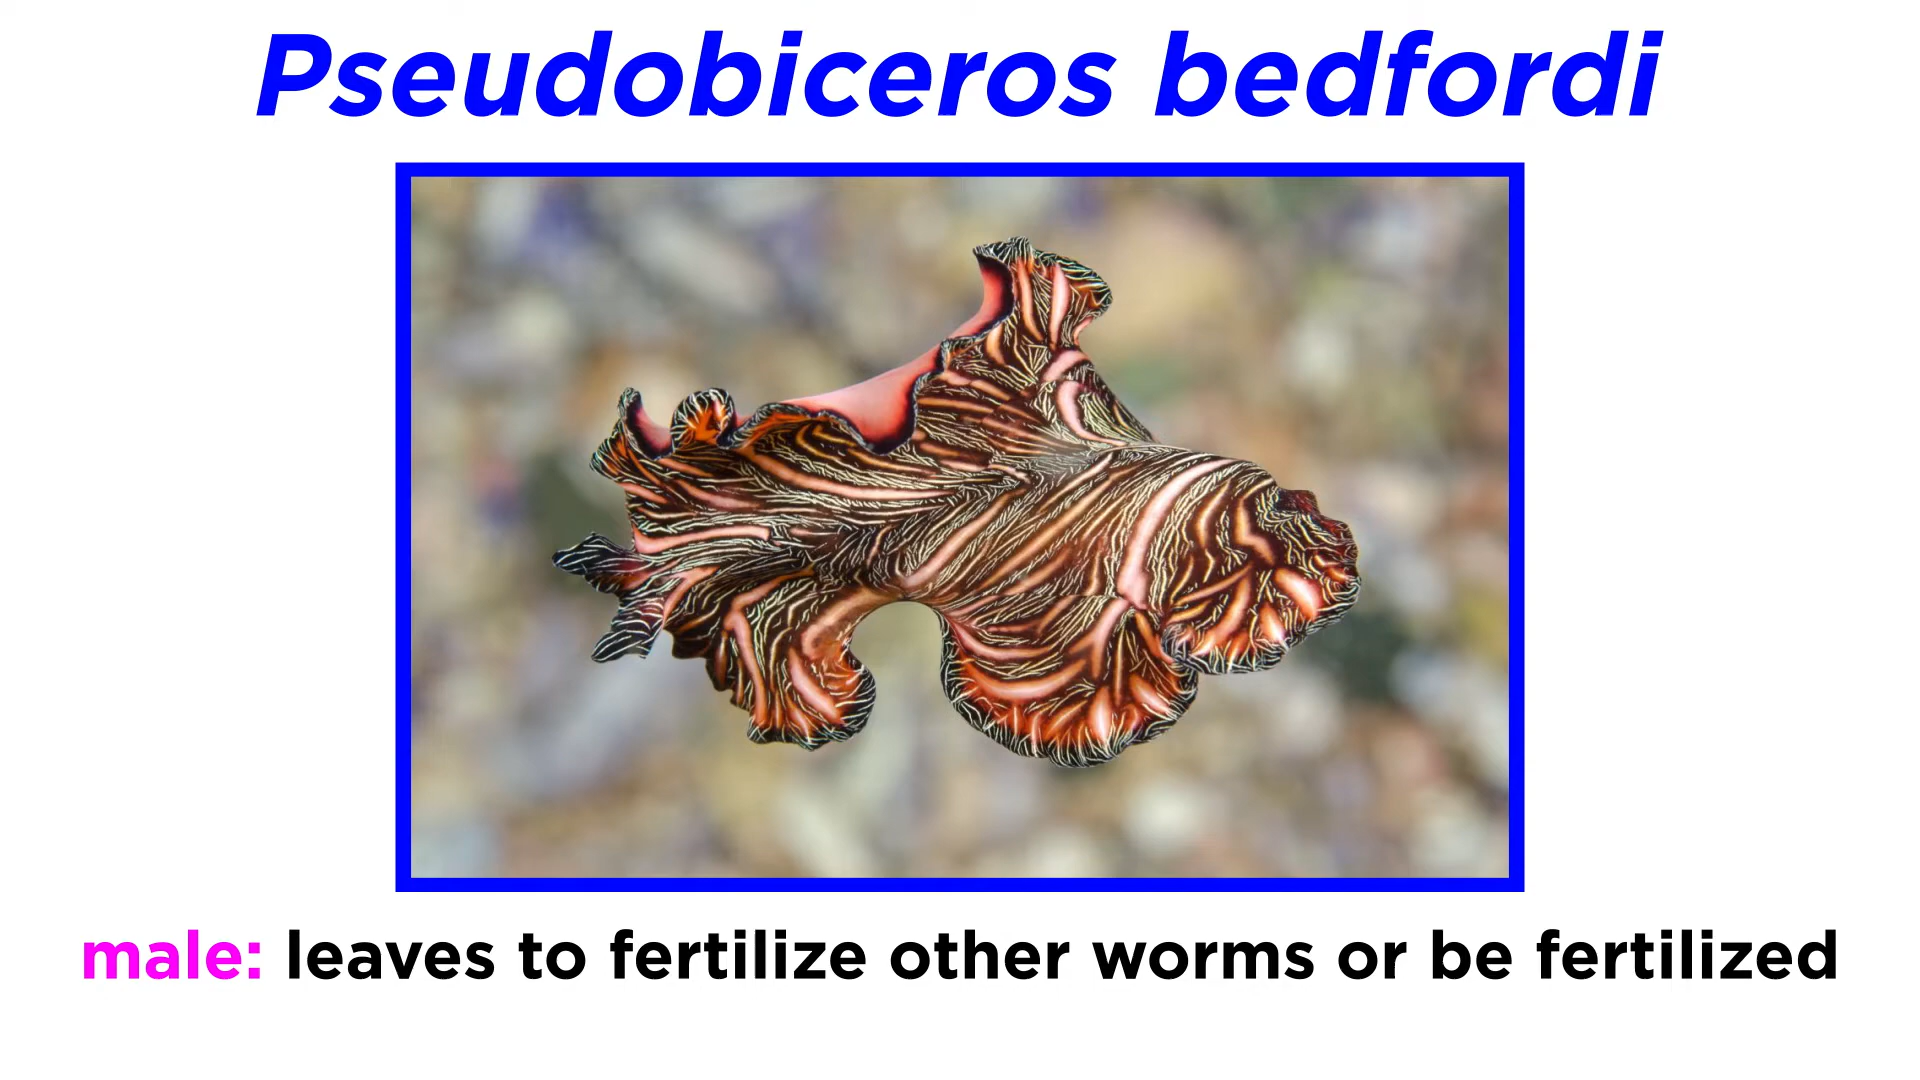 Pseudobiceros bedfordi
male: leaves to fertilize other worms or be fertilized